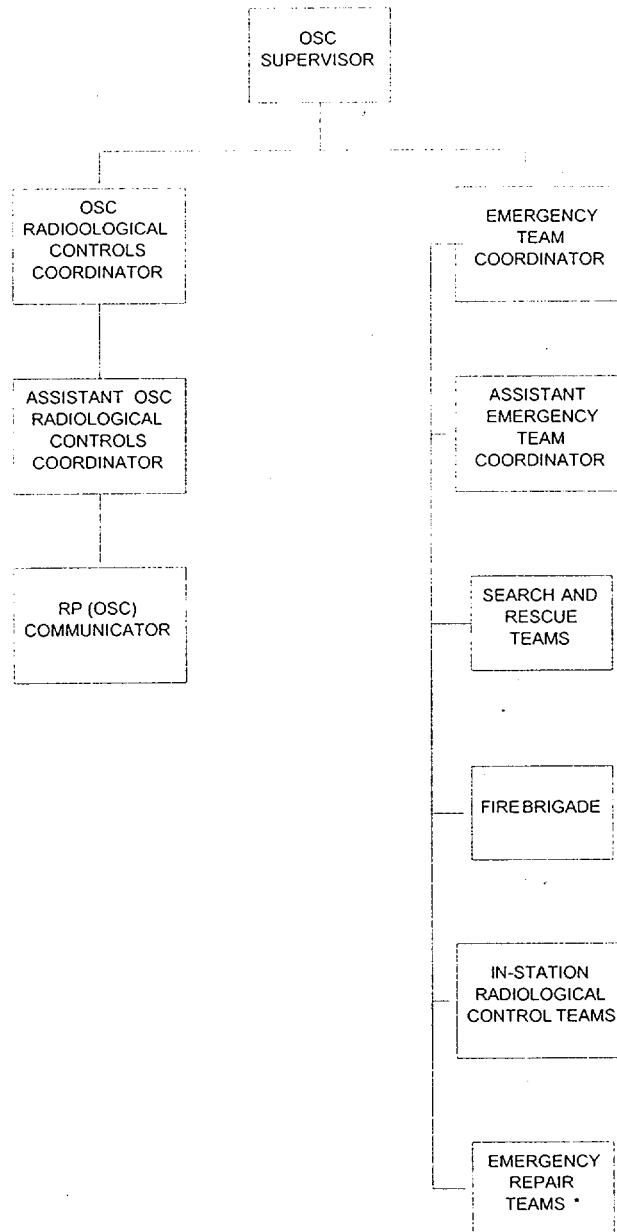 OSC
SUPERVISOR
OSC
RADIOOLOGICAL
CONTROLS
COORDINATOR
EMERGENCY
TEAM
COORDINATOR
ASSISTANT OSC
RADIOLOGICAL
CONTROLS
COORDINATOR
ASSISTANT
EMERGENCY
TEAM
COORDINATOR
RP (OSC)
COMMUNICATOR
SEARCH AND
RESCUE
TEAMS
FIRE BRIGADE
IN-STATION
RADIOLOGICAL
CONTROL TEAMS
EMERGENCY
REPAIR
TEAMS *